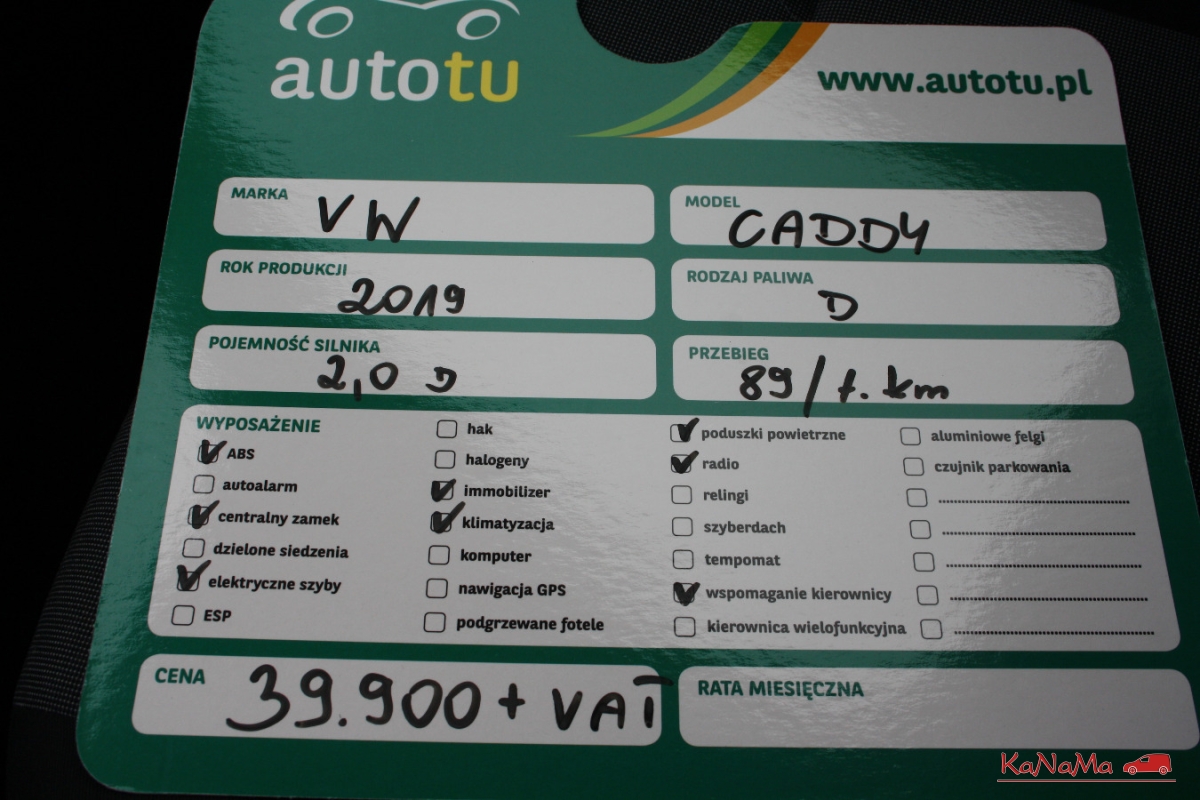 autotu
www.autotu.pl
MARKA VW
MODEL CADDY
ROK PRODUKCJI 2019
RODZAJ PALIWA D
POJEMNOŚĆ SILNIKA 2,0 D
PRZEBIEG 89/t. km
WYPOSAŻENIE
ABS
autoalarm
centralny zamek
dzielone siedzenia
elektryczne szyby
ESP
hak
halogeny
immobilizer
klimatyzacja
komputer
nawigacja GPS
podgrzewane fotele
poduszki powietrzne
radio
relingi
szyberdach
tempomat
wspomaganie kierownicy
kierownica wielofunkcyjna
aluminiowe felgi
czujnik parkowania
CENA 39.900 + VAT
RATA MIESIĘCZNA
KaNaMa